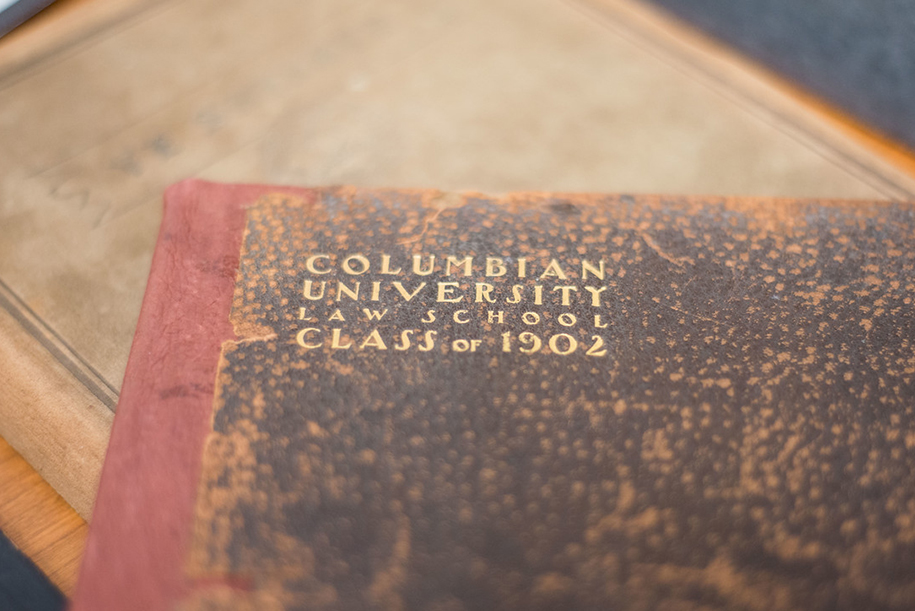 COLUMBIAN
UNIVERSITY
LAW SCHOOL
CLASS OF 1902